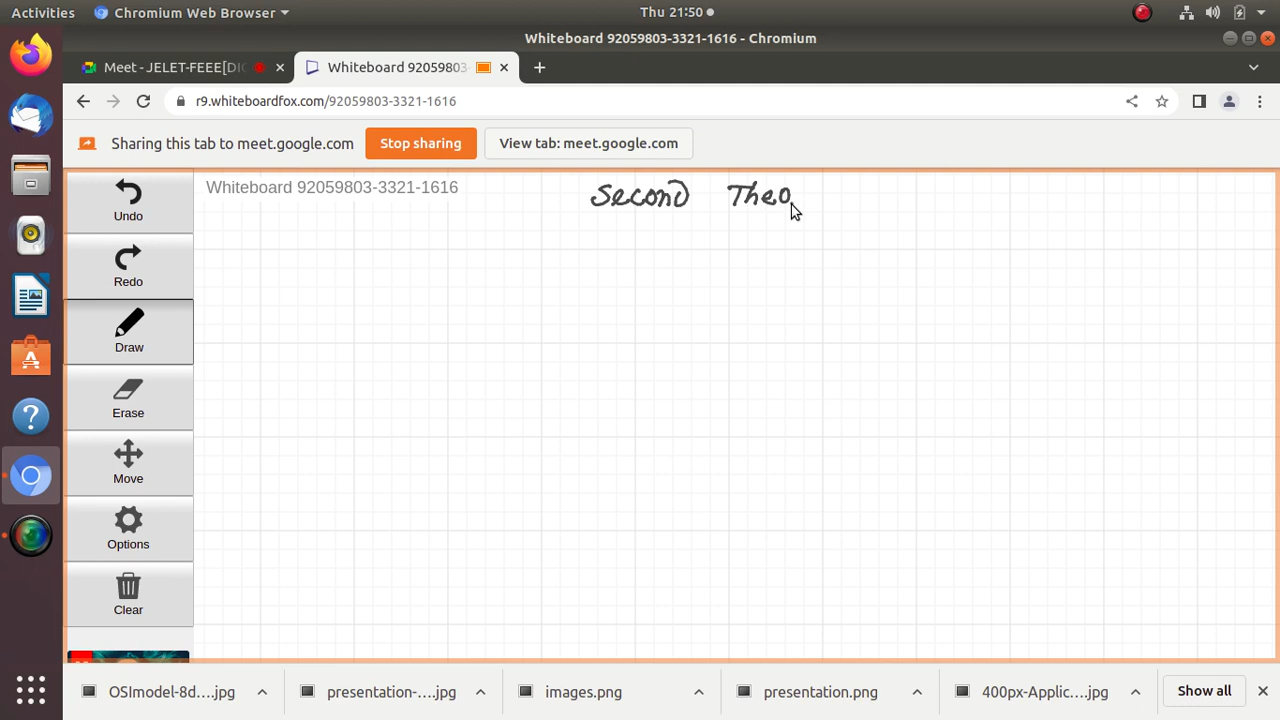 Activities Chromium Web Browser Thu 21:50
Whiteboard 92059803-3321-1616 - Chromium
Meet - JELET-FEEE[DIC Whiteboard 92059803-
r9.whiteboardfox.com/92059803-3321-1616
Sharing this tab to meet.google.com Stop sharing View tab: meet.google.com
Whiteboard 92059803-3321-1616
Second Theo
Undo
Redo
Draw
Erase
Move
Options
Clear
OSImodel-8d....jpg presentation-....jpg images.png presentation.png 400px-Applic....jpg Show all